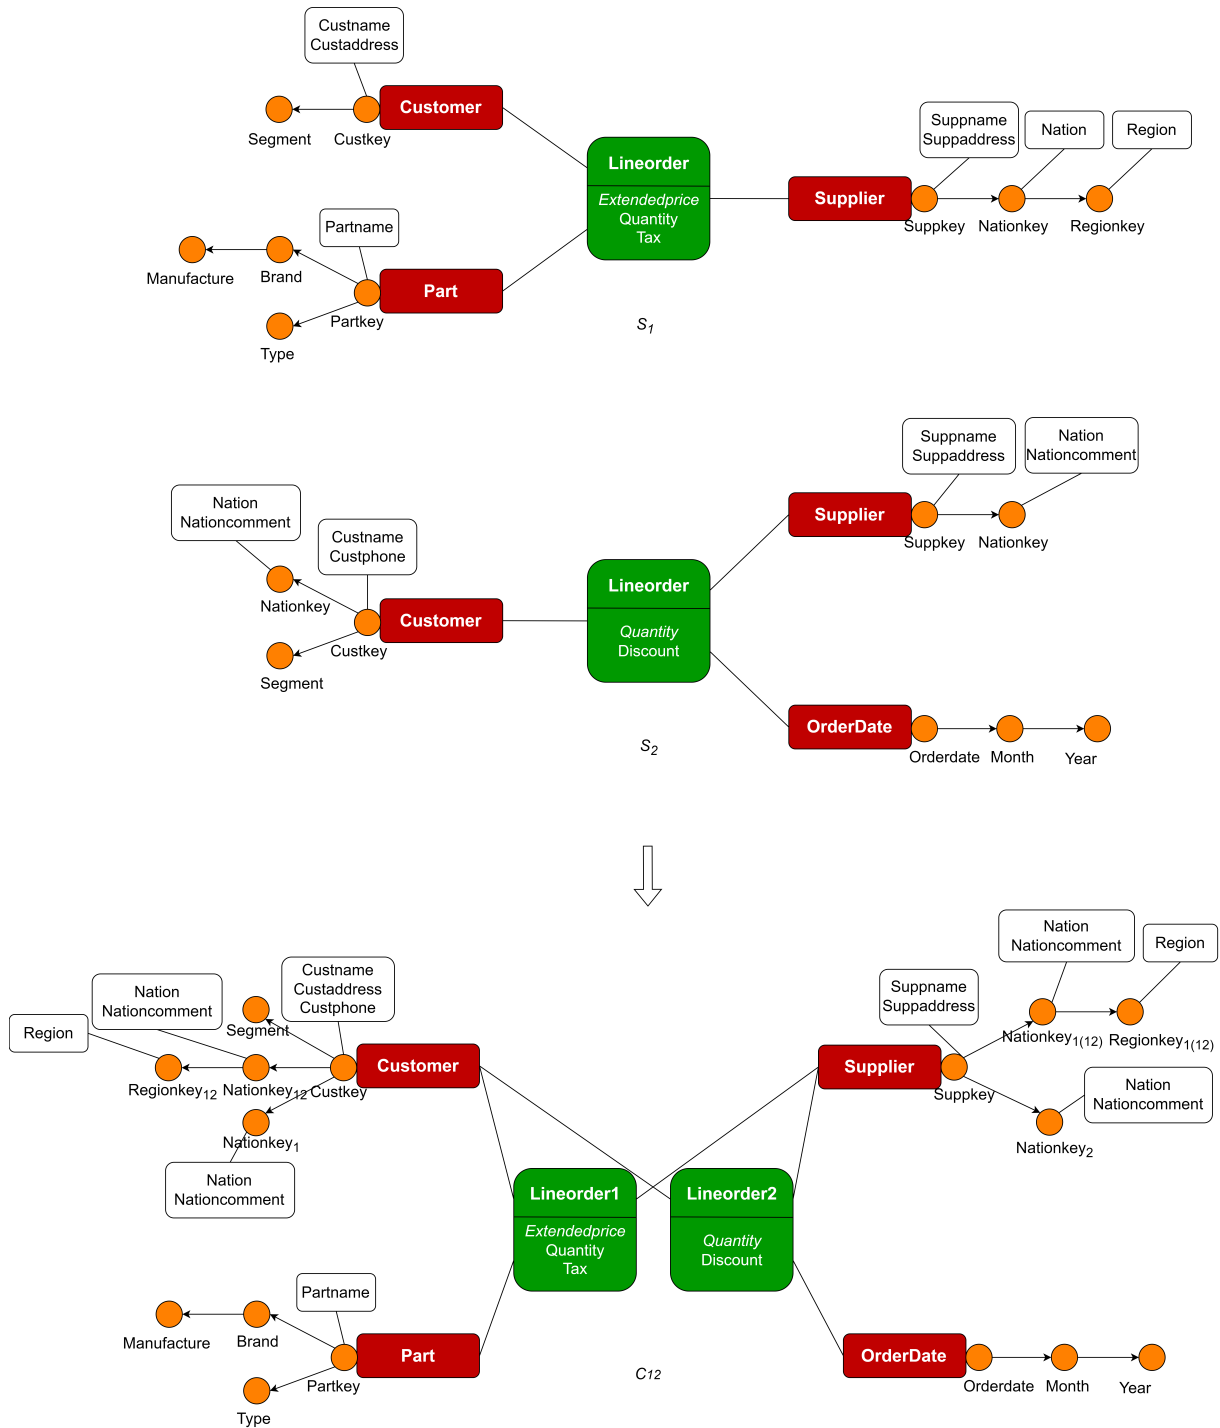 Custname
Custaddress
Customer
Segment
Custkey
Lineorder
Extendedprice
Quantity
Tax
Suppname
Suppaddress
Nation
Region
Supplier
Suppkey
Nationkey
Regionkey
Partname
Manufacture
Brand
Part
Partkey
Type
S1
Suppname
Suppaddress
Nation
Nationcomment
Supplier
Suppkey
Nationkey
Nation
Nationcomment
Custname
Custphone
Nationkey
Customer
Custkey
Segment
Lineorder
Quantity
Discount
OrderDate
Orderdate
Month
Year
S2
Custname
Custaddress
Custphone
Nation
Nationcomment
Region
Segment
Customer
Regionkey12
Nationkey12
Custkey
Nationkey1
Nation
Nationcomment
Nation
Nationcomment
Region
Suppname
Suppaddress
Nationkey1(12)
Regionkey1(12)
Supplier
Suppkey
Nation
Nationcomment
Nationkey2
Lineorder1
Extendedprice
Quantity
Tax
Lineorder2
Quantity
Discount
Partname
Manufacture
Brand
Part
Partkey
Type
OrderDate
Orderdate
Month
Year
C12